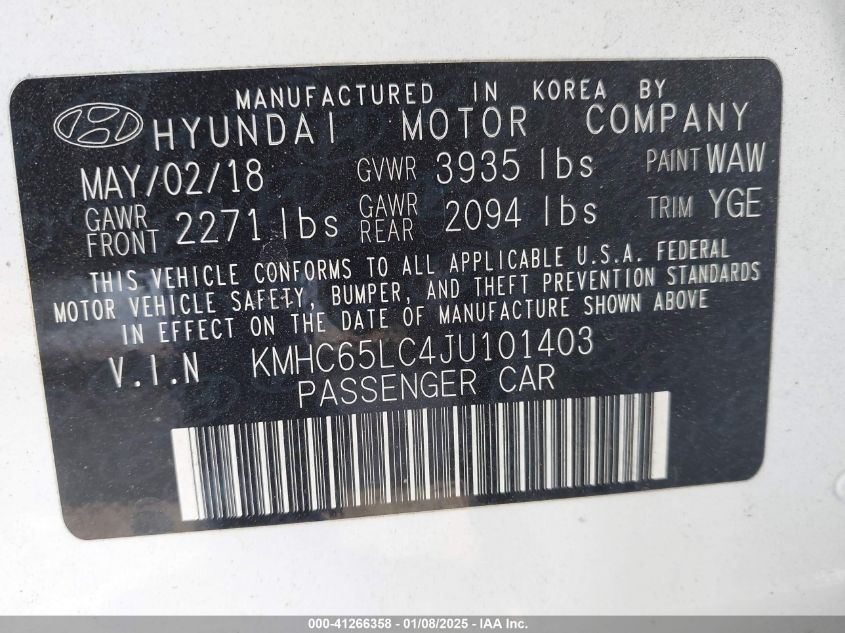 MANUFACTURED IN KOREA BY
HYUNDAI MOTOR COMPANY
MAY/02/18 GVWR 3935 lbs PAINT WAW
GAWR FRONT 2271 lbs GAWR REAR 2094 lbs TRIM YGE
THIS VEHICLE CONFORMS TO ALL APPLICABLE U.S.A. FEDERAL
MOTOR VEHICLE SAFETY, BUMPER, AND THEFT PREVENTION STANDARDS
IN EFFECT ON THE DATE OF MANUFACTURE SHOWN ABOVE
V.I.N KMHC65LC4JU101403
PASSENGER CAR
000-41266358 - 01/08/2025 - IAA Inc.